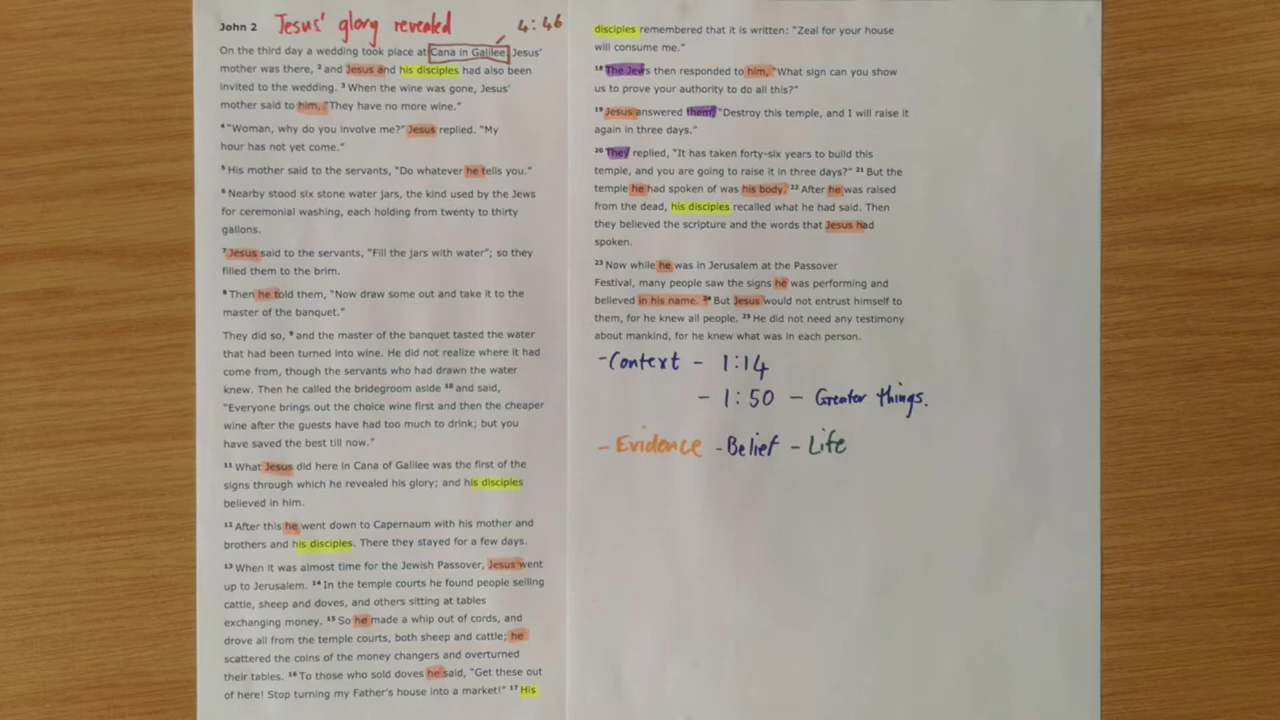 John 2 Jesus' glory revealed 4:46
On the third day a wedding took place at Cana in Galilee. Jesus'
mother was there, 2 and Jesus and his disciples had also been
invited to the wedding. 3 When the wine was gone, Jesus'
mother said to him, "They have no more wine."
4 "Woman, why do you involve me?" Jesus replied. "My
hour has not yet come."
5 His mother said to the servants, "Do whatever he tells you."
6 Nearby stood six stone water jars, the kind used by the Jews
for ceremonial washing, each holding from twenty to thirty
gallons.
7 Jesus said to the servants, "Fill the jars with water"; so they
filled them to the brim.
8 Then he told them, "Now draw some out and take it to the
master of the banquet."
They did so, 9 and the master of the banquet tasted the water
that had been turned into wine. He did not realize where it had
come from, though the servants who had drawn the water
knew. Then he called the bridegroom aside 10 and said,
"Everyone brings out the choice wine first and then the cheaper
wine after the guests have had too much to drink; but you
have saved the best till now."
11 What Jesus did here in Cana of Galilee was the first of the
signs through which he revealed his glory; and his disciples
believed in him.
12 After this he went down to Capernaum with his mother and
brothers and his disciples. There they stayed for a few days.
13 When it was almost time for the Jewish Passover, Jesus went
up to Jerusalem. 14 In the temple courts he found people selling
cattle, sheep and doves, and others sitting at tables
exchanging money. 15 So he made a whip out of cords, and
drove all from the temple courts, both sheep and cattle; he
scattered the coins of the money changers and overturned
their tables. 16 To those who sold doves he said, "Get these out
of here! Stop turning my Father's house into a market!" 17 His
disciples remembered that it is written: "Zeal for your house
will consume me."
18 The Jews then responded to him, "What sign can you show
us to prove your authority to do all this?"
19 Jesus answered them, "Destroy this temple, and I will raise it
again in three days."
20 They replied, "It has taken forty-six years to build this
temple, and you are going to raise it in three days?" 21 But the
temple he had spoken of was his body. 22 After he was raised
from the dead, his disciples recalled what he had said. Then
they believed the scripture and the words that Jesus had
spoken.
23 Now while he was in Jerusalem at the Passover
Festival, many people saw the signs he was performing and
believed in his name. 24 But Jesus would not entrust himself to
them, for he knew all people. 25 He did not need any testimony
about mankind, for he knew what was in each person.
- Context - 1:14
- 1:50 - Greater things.
- Evidence - Belief - Life